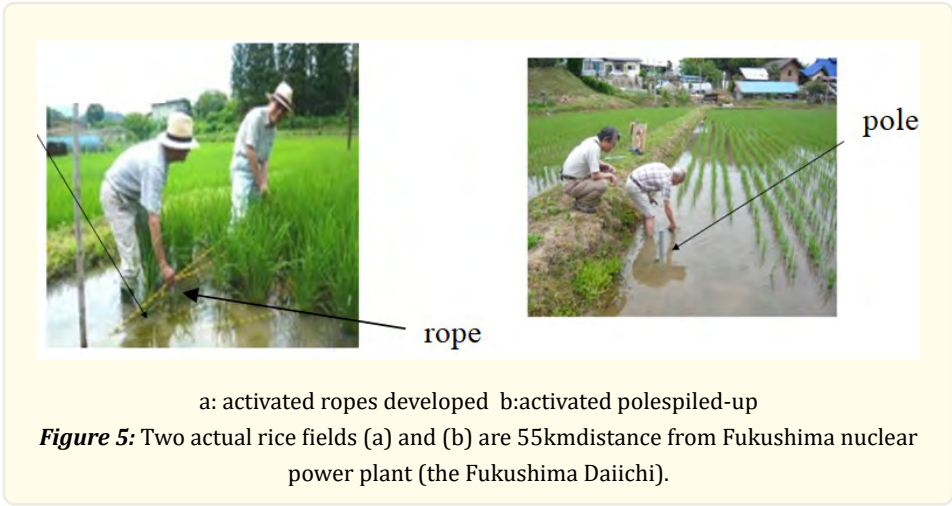 pole
rope
a: activated ropes developed b:activated polespiled-up
Figure 5: Two actual rice fields (a) and (b) are 55kmdistance from Fukushima nuclear
power plant (the Fukushima Daiichi).